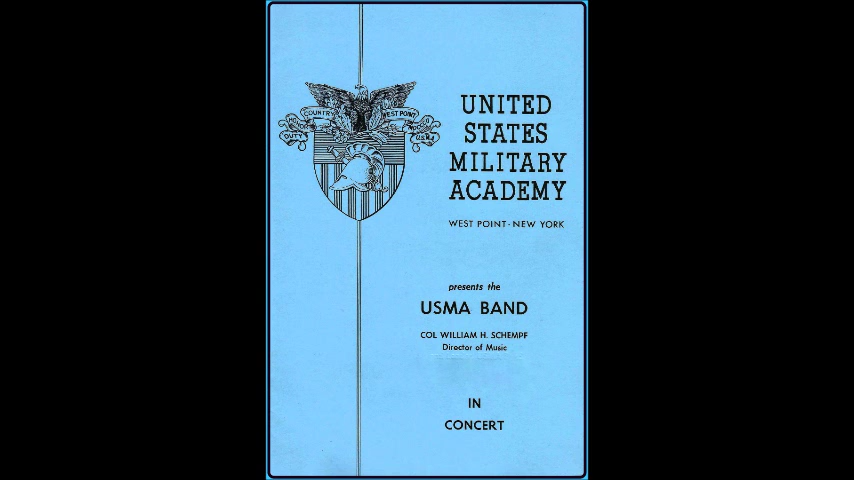 COUNTRY
WEST POINT
HONOR
DUTY
USMA
UNITED
STATES
MILITARY
ACADEMY
WEST POINT - NEW YORK
presents the
USMA BAND
COL WILLIAM H. SCHEMPF
Director of Music
IN
CONCERT